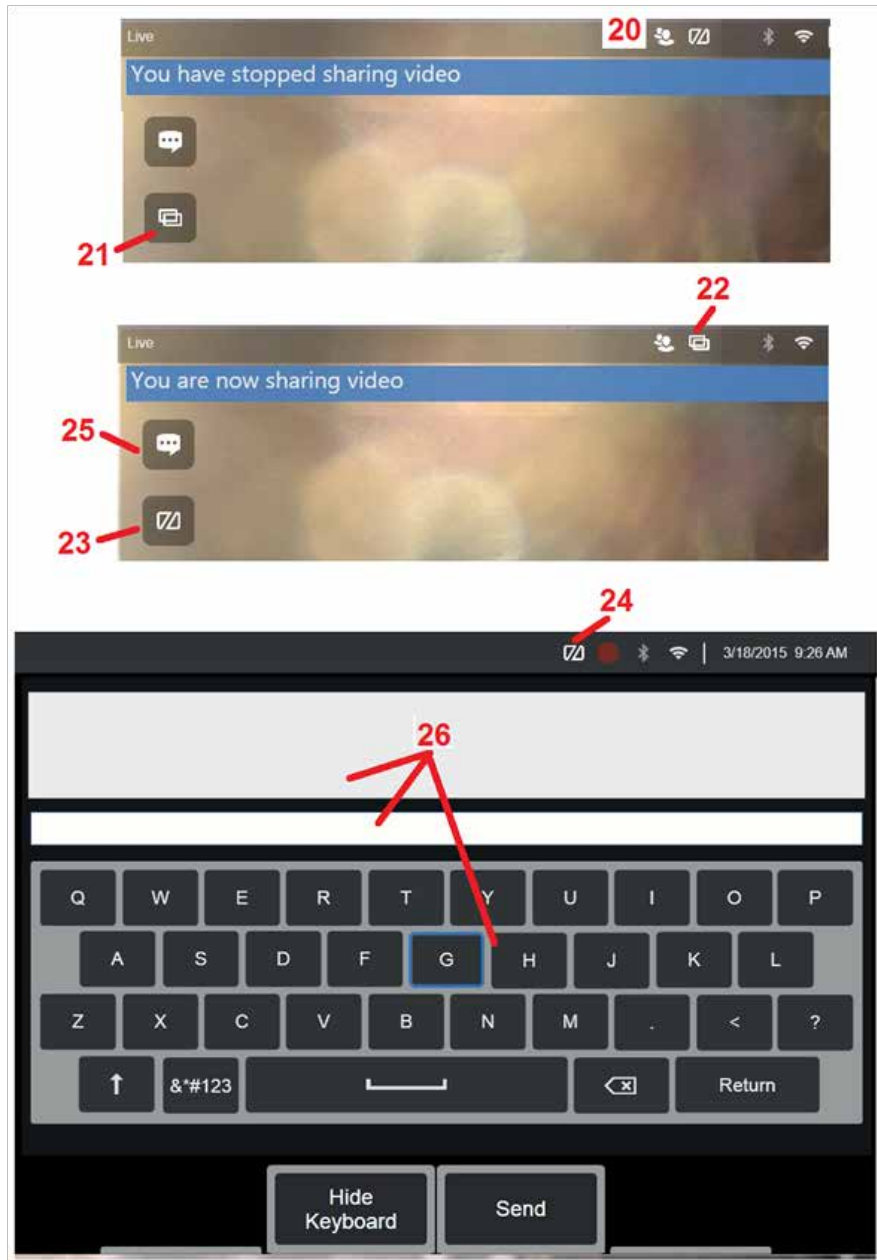 20
Live
You have stopped sharing video
21
22
Live
You are now sharing video
25
23
24
3/18/2015 9:26 AM
26
Q W E R T Y U I O P
A S D F G H J K L
Z X C V B N M . < ?
&*#123 Return
Hide
Keyboard
Send